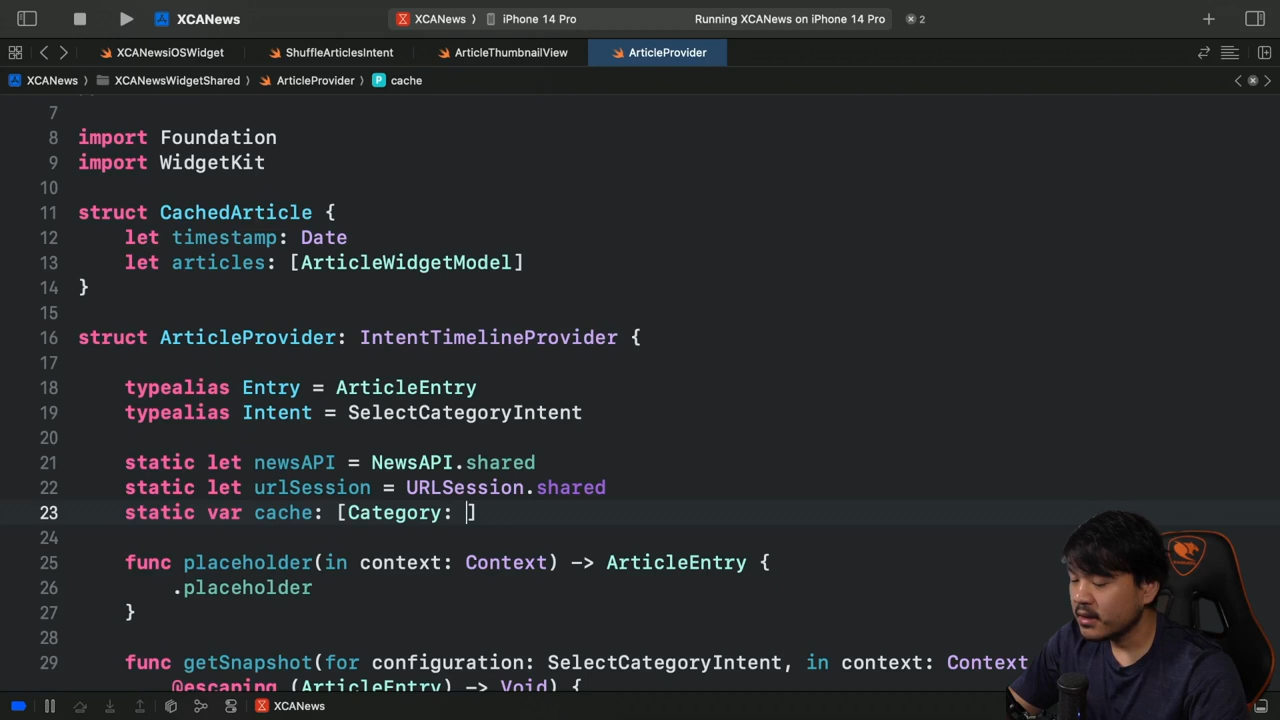 XCANews
XCANews 〉 iPhone 14 Pro
Running XCANews on iPhone 14 Pro
2
XCANewsiOSWidget
ShuffleArticlesIntent
ArticleThumbnailView
ArticleProvider
XCANews 〉 XCANewsWidgetShared 〉 ArticleProvider 〉 P cache
7
8 import Foundation
9 import WidgetKit
10
11 struct CachedArticle {
12 let timestamp: Date
13 let articles: [ArticleWidgetModel]
14 }
15
16 struct ArticleProvider: IntentTimelineProvider {
17
18 typealias Entry = ArticleEntry
19 typealias Intent = SelectCategoryIntent
20
21 static let newsAPI = NewsAPI.shared
22 static let urlSession = URLSession.shared
23 static var cache: [Category: ]
24
25 func placeholder(in context: Context) -> ArticleEntry {
26 .placeholder
27 }
28
29 func getSnapshot(for configuration: SelectCategoryIntent, in context: Context
@escaping (ArticleEntry) -> Void) {
XCANews